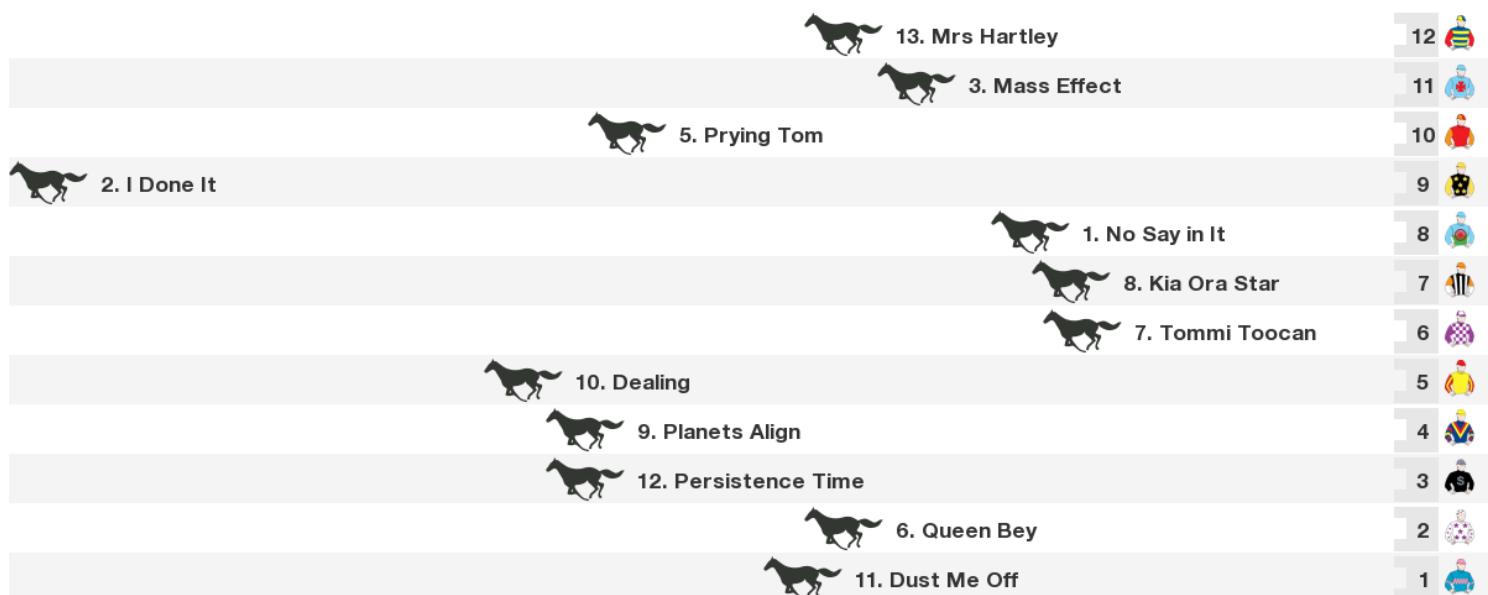 13. Mrs Hartley 12
3. Mass Effect 11
5. Prying Tom 10
2. I Done It 9
1. No Say in It 8
8. Kia Ora Star 7
7. Tommi Toocan 6
10. Dealing 5
9. Planets Align 4
12. Persistence Time 3
6. Queen Bey 2
11. Dust Me Off 1